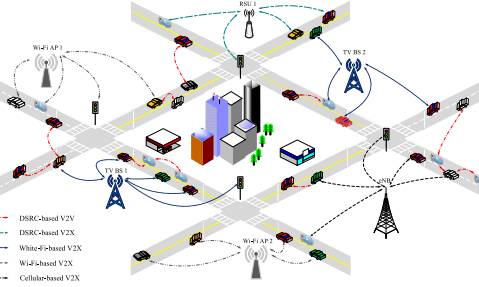 RSU 1
Wi-Fi AP 1
TV BS 2
TV BS 1
eNB
Wi-Fi AP 2
DSRC-based V2V
DSRC-based V2X
White-Fi-based V2X
Wi-Fi-based V2X
Cellular-based V2X